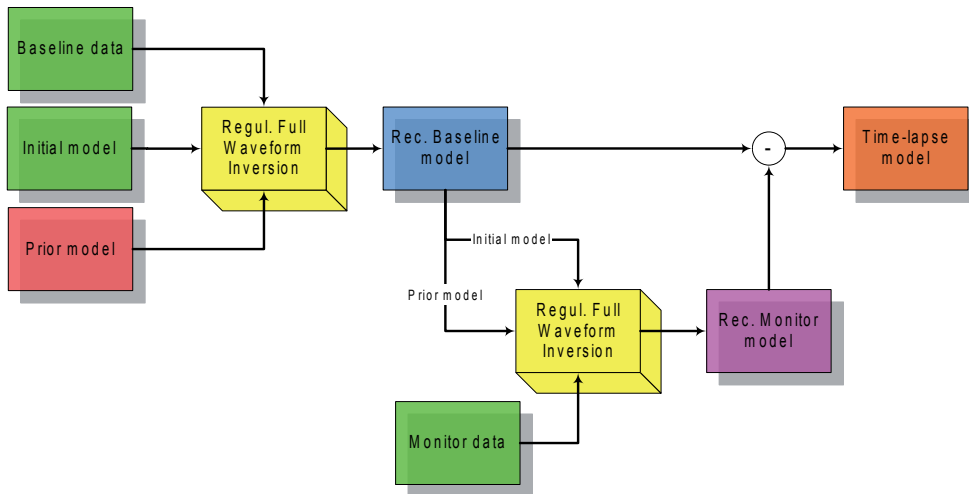 Baseline data
Initial model
Prior model
Regul. Full
Waveform
Inversion
Rec. Baseline
model
-
Time-lapse
model
Initial model
Prior model
Regul. Full
Waveform
Inversion
Rec. Monitor
model
Monitor data